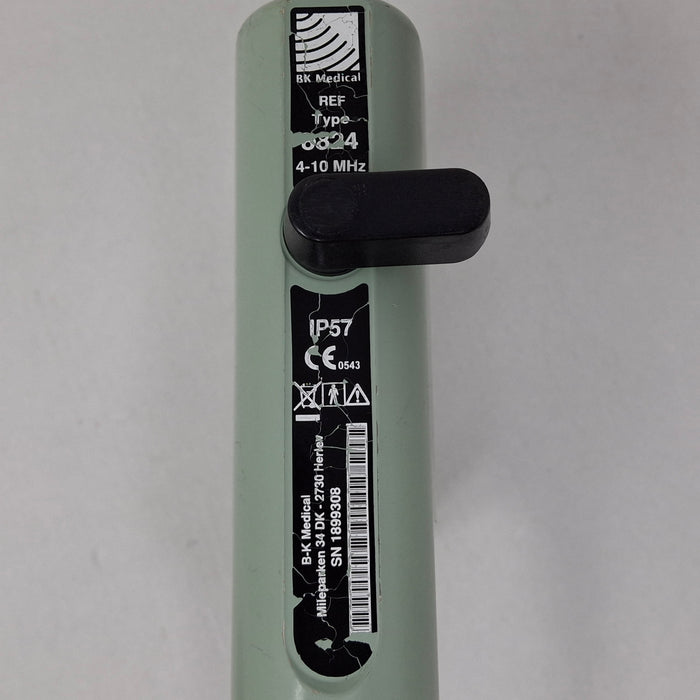 BK Medical
REF
Type
8824
4-10 MHz
IP57
CE 0543
B-K Medical
Mileparken 34 DK - 2730 Herlev
SN 1899308